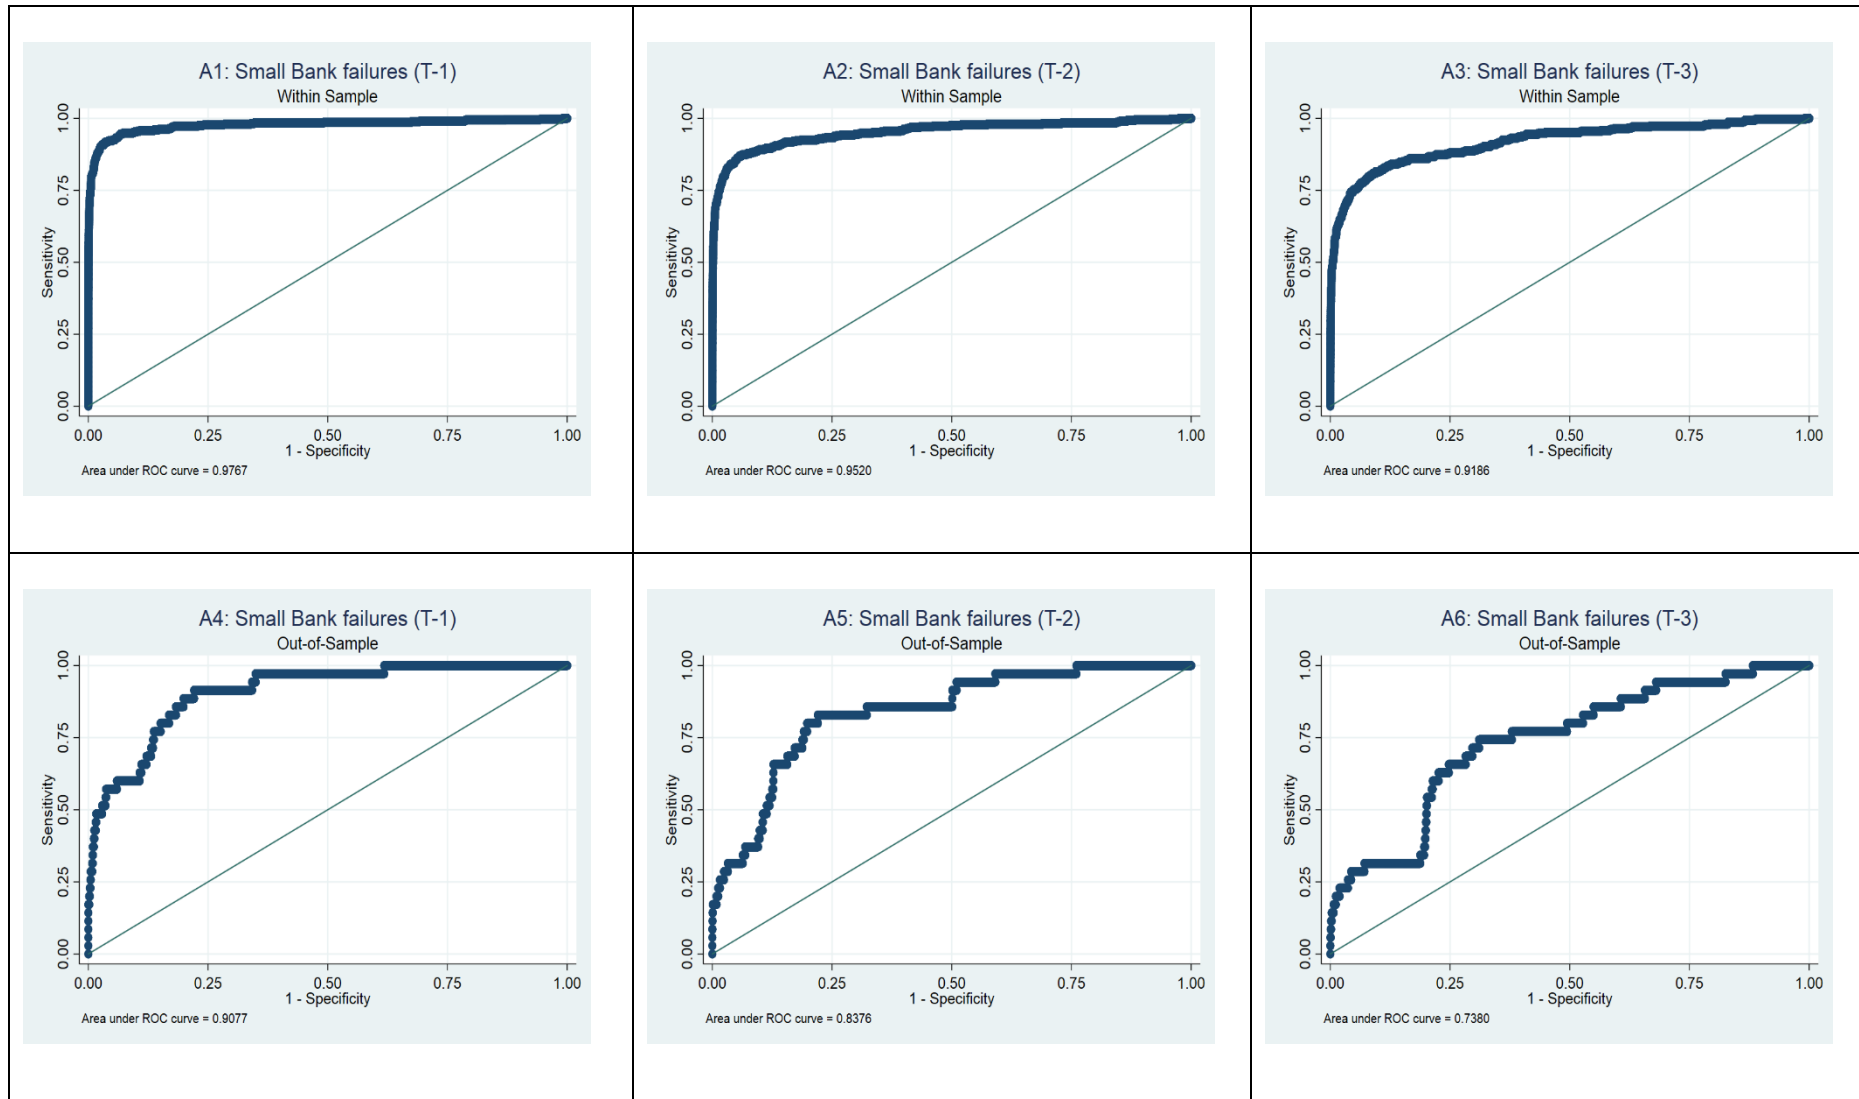 A1: Small Bank failures (T-1)
Within Sample
Sensitivity
0.00 0.25 0.50 0.75 1.00
0.00 0.25 0.50 0.75 1.00
1 - Specificity
Area under ROC curve = 0.9767
A2: Small Bank failures (T-2)
Within Sample
Sensitivity
0.00 0.25 0.50 0.75 1.00
0.00 0.25 0.50 0.75 1.00
1 - Specificity
Area under ROC curve = 0.9520
A3: Small Bank failures (T-3)
Within Sample
Sensitivity
0.00 0.25 0.50 0.75 1.00
0.00 0.25 0.50 0.75 1.00
1 - Specificity
Area under ROC curve = 0.9186
A4: Small Bank failures (T-1)
Out-of-Sample
Sensitivity
0.00 0.25 0.50 0.75 1.00
0.00 0.25 0.50 0.75 1.00
1 - Specificity
Area under ROC curve = 0.9077
A5: Small Bank failures (T-2)
Out-of-Sample
Sensitivity
0.00 0.25 0.50 0.75 1.00
0.00 0.25 0.50 0.75 1.00
1 - Specificity
Area under ROC curve = 0.8376
A6: Small Bank failures (T-3)
Out-of-Sample
Sensitivity
0.00 0.25 0.50 0.75 1.00
0.00 0.25 0.50 0.75 1.00
1 - Specificity
Area under ROC curve = 0.7380